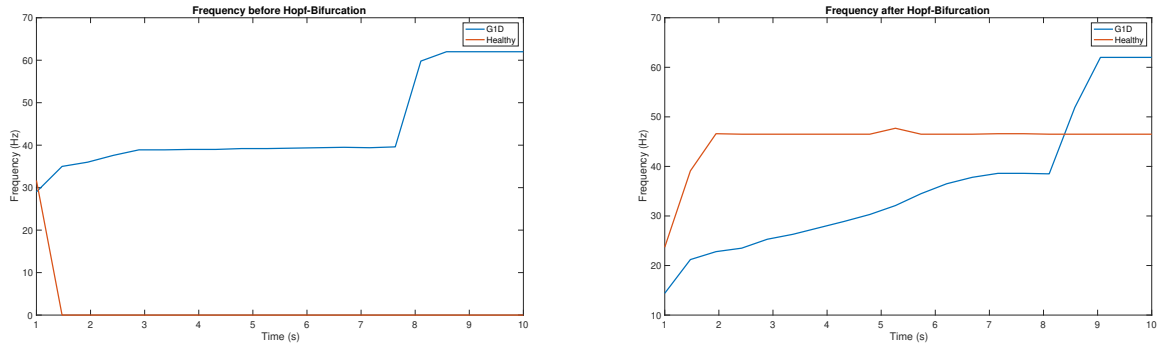 Frequency before Hopf-Bifurcation
70
60
50
40
30
20
10
0
Frequency (Hz)
1 2 3 4 5 6 7 8 9 10
Time (s)
G1D
Healthy
Frequency after Hopf-Bifurcation
70
60
50
40
30
20
10
Frequency (Hz)
1 2 3 4 5 6 7 8 9 10
Time (s)
G1D
Healthy